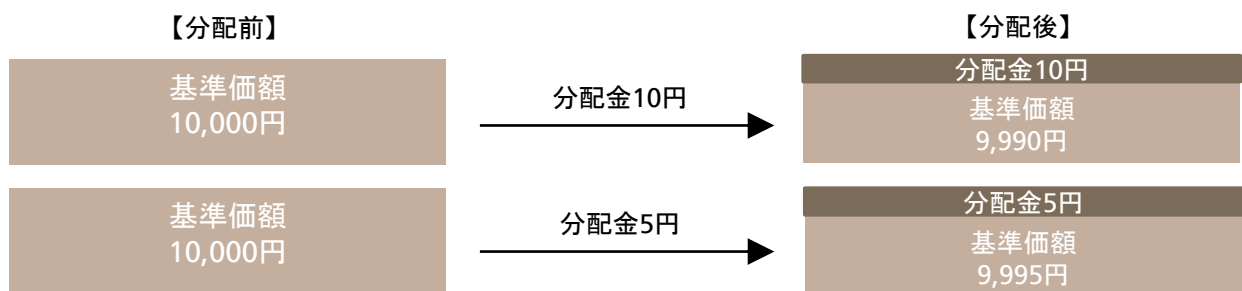 【分配前】
【分配後】
基準価額
10,000円
分配金10円
分配金10円
基準価額
9,990円
基準価額
10,000円
分配金5円
分配金5円
基準価額
9,995円